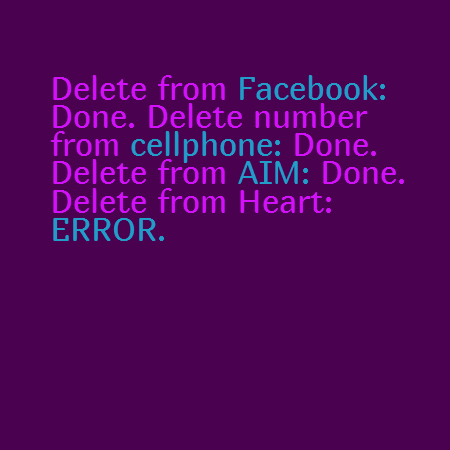 Delete from Facebook:
Done. Delete number
from cellphone: Done.
Delete from AIM: Done.
Delete from Heart:
ERROR.